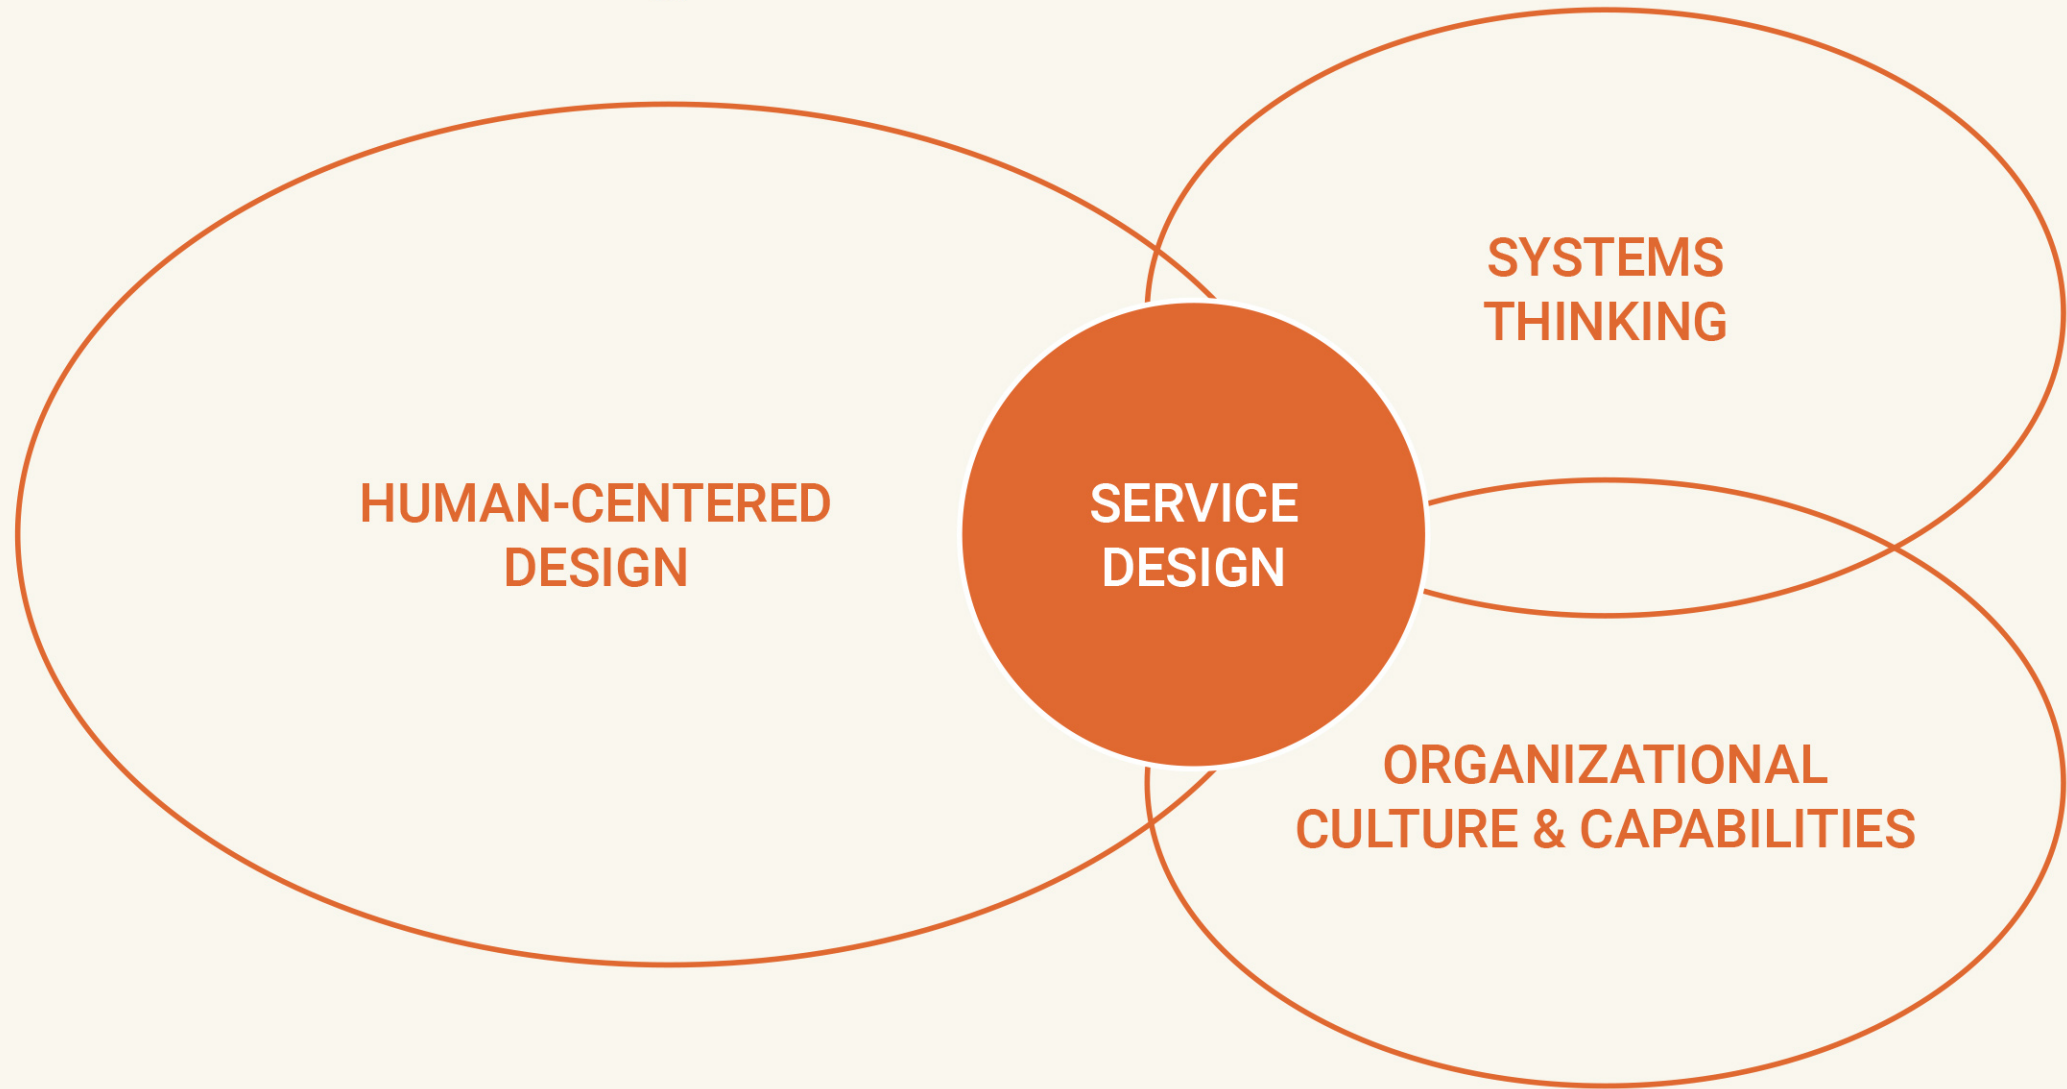 HUMAN-CENTERED
DESIGN
SERVICE
DESIGN
SYSTEMS
THINKING
ORGANIZATIONAL
CULTURE & CAPABILITIES